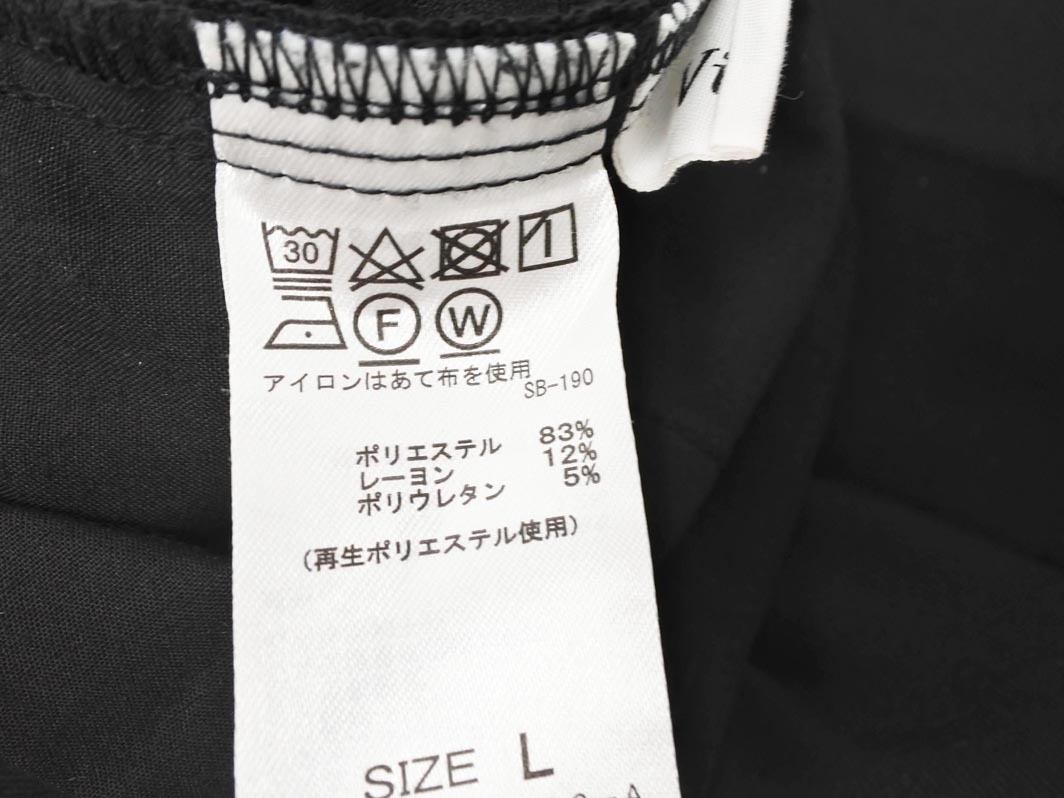 Vi
30
F W
アイロンはあて布を使用
SB-190
ポリエステル 83%
レーヨン 12%
ポリウレタン 5%
(再生ポリエステル使用)
SIZE L